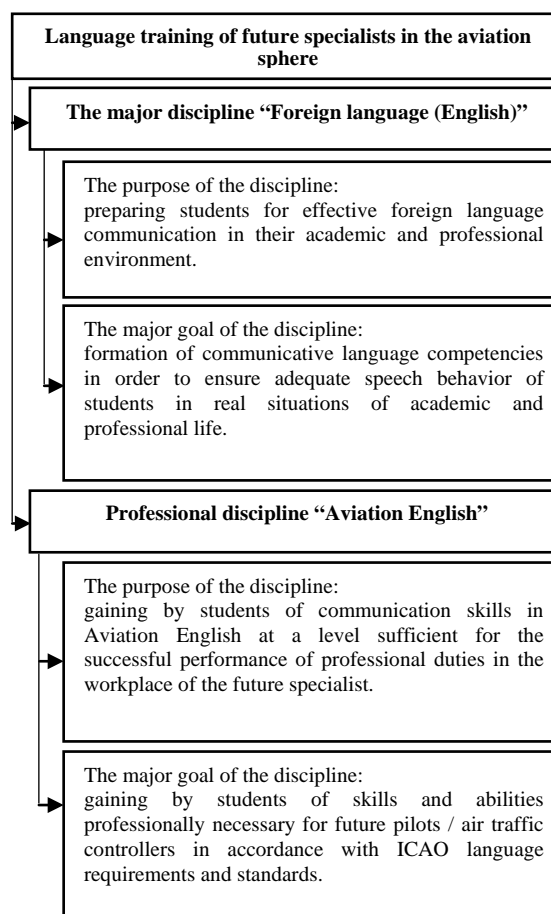 Language training of future specialists in the aviation
sphere
The major discipline “Foreign language (English)”
The purpose of the discipline:
preparing students for effective foreign language
communication in their academic and professional
environment.
The major goal of the discipline:
formation of communicative language competencies
in order to ensure adequate speech behavior of
students in real situations of academic and
professional life.
Professional discipline “Aviation English”
The purpose of the discipline:
gaining by students of communication skills in
Aviation English at a level sufficient for the
successful performance of professional duties in the
workplace of the future specialist.
The major goal of the discipline:
gaining by students of skills and abilities
professionally necessary for future pilots / air traffic
controllers in accordance with ICAO language
requirements and standards.